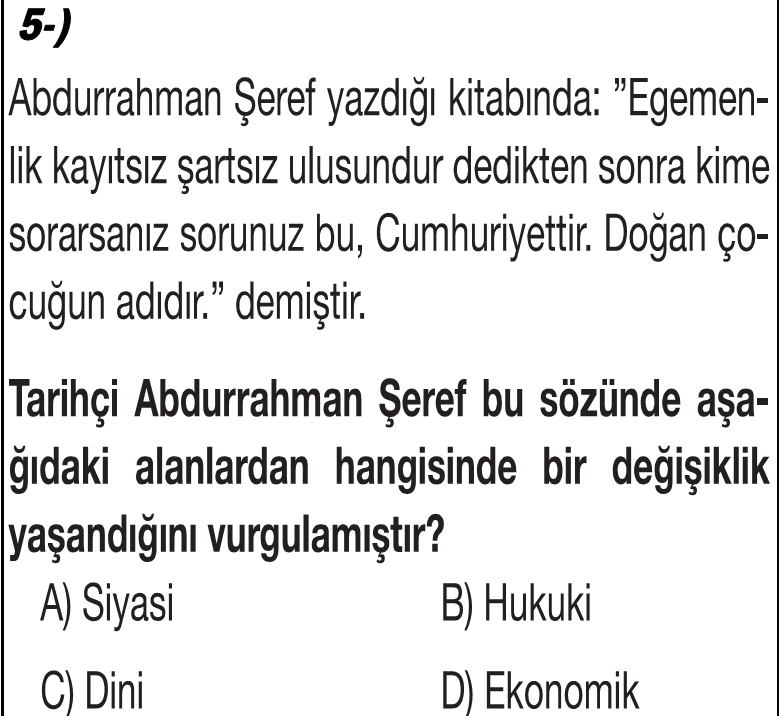 5-)
Abdurrahman Şeref yazdığı kitabında: ”Egemen-
lik kayıtsız şartsız ulusundur dedikten sonra kime
sorarsanız sorunuz bu, Cumhuriyettir. Doğan ço-
cuğun adıdır.” demiştir.
Tarihçi Abdurrahman Şeref bu sözünde aşa-
ğıdaki alanlardan hangisinde bir değişiklik
yaşandığını vurgulamıştır?
A) Siyasi B) Hukuki
C) Dini D) Ekonomik